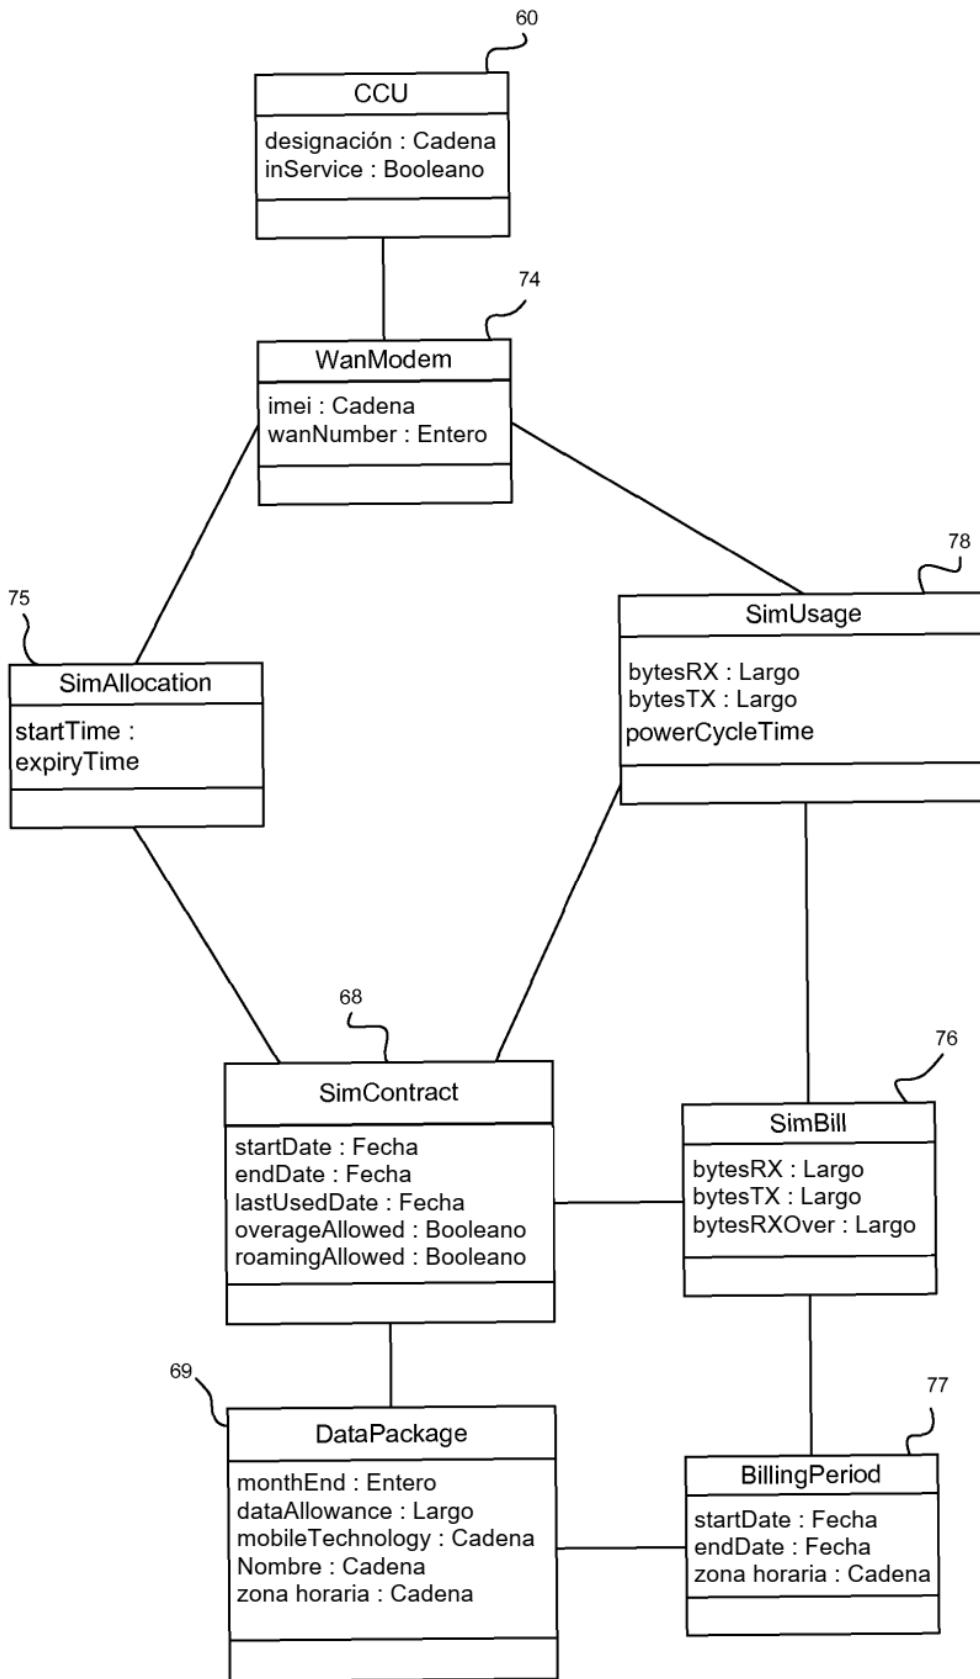 60
CCU
designación : Cadena
inService : Booleano
74
WanModem
imei : Cadena
wanNumber : Entero
78
SimUsage
bytesRX : Largo
bytesTX : Largo
powerCycleTime
75
SimAllocation
startTime :
expiryTime
68
SimContract
startDate : Fecha
endDate : Fecha
lastUsedDate : Fecha
overageAllowed : Booleano
roamingAllowed : Booleano
76
SimBill
bytesRX : Largo
bytesTX : Largo
bytesRXOver : Largo
69
DataPackage
monthEnd : Entero
dataAllowance : Largo
mobileTechnology : Cadena
Nombre : Cadena
zona horaria : Cadena
77
BillingPeriod
startDate : Fecha
endDate : Fecha
zona horaria : Cadena